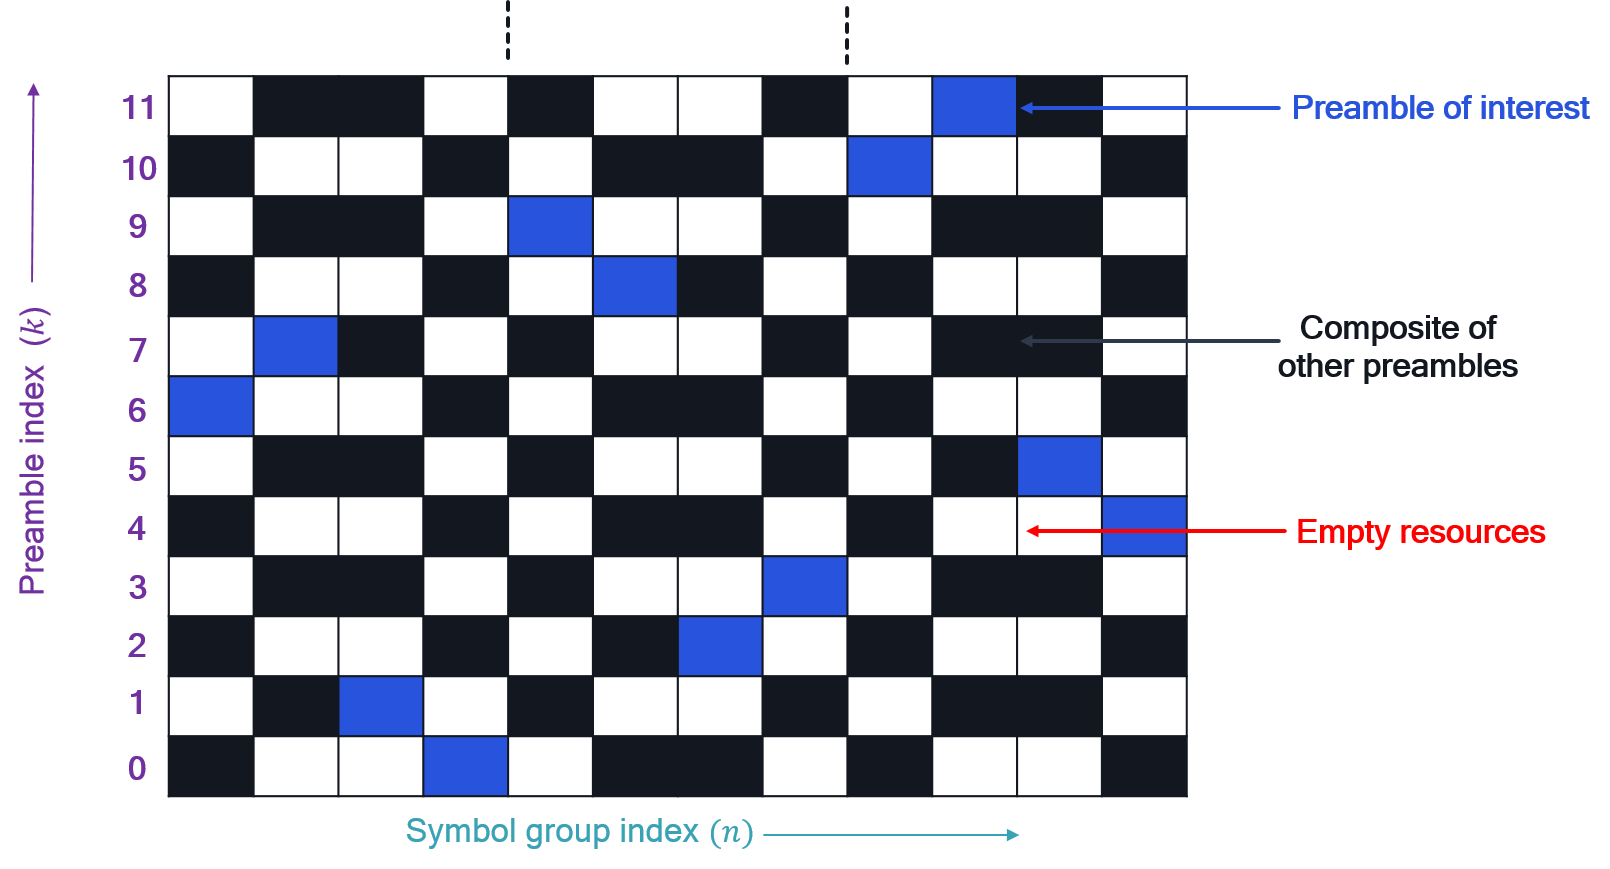 11
Preamble of interest
10
9
8
7
Composite of
other preambles
6
5
4
Empty resources
3
2
1
0
Preamble index (k)
Symbol group index (n)